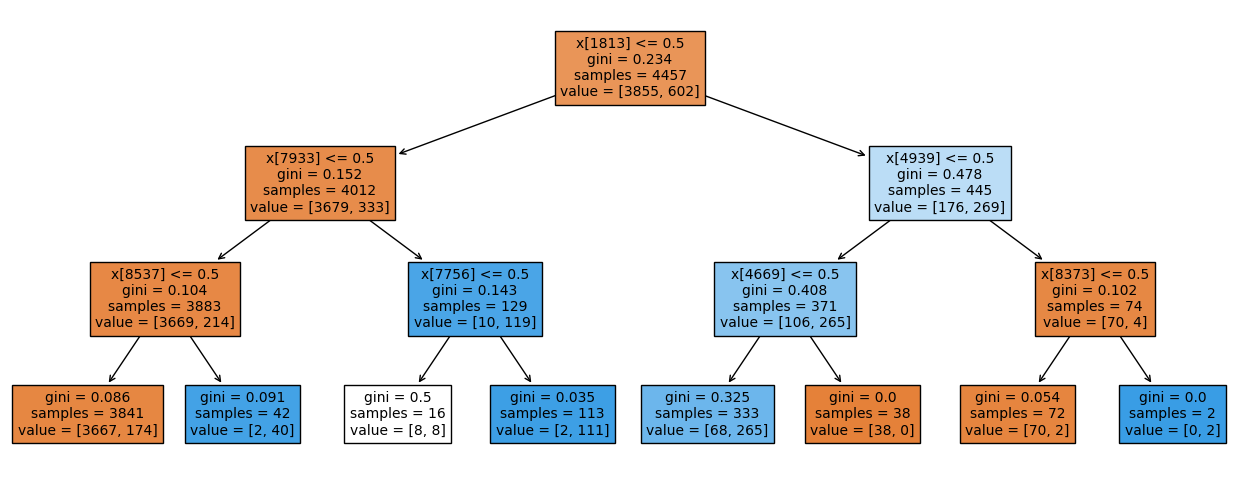 x[1813] <= 0.5
gini = 0.234
samples = 4457
value = [3855, 602]
x[7933] <= 0.5
gini = 0.152
samples = 4012
value = [3679, 333]
x[4939] <= 0.5
gini = 0.478
samples = 445
value = [176, 269]
x[8537] <= 0.5
gini = 0.104
samples = 3883
value = [3669, 214]
x[7756] <= 0.5
gini = 0.143
samples = 129
value = [10, 119]
x[4669] <= 0.5
gini = 0.408
samples = 371
value = [106, 265]
x[8373] <= 0.5
gini = 0.102
samples = 74
value = [70, 4]
gini = 0.086
samples = 3841
value = [3667, 174]
gini = 0.091
samples = 42
value = [2, 40]
gini = 0.5
samples = 16
value = [8, 8]
gini = 0.035
samples = 113
value = [2, 111]
gini = 0.325
samples = 333
value = [68, 265]
gini = 0.0
samples = 38
value = [38, 0]
gini = 0.054
samples = 72
value = [70, 2]
gini = 0.0
samples = 2
value = [0, 2]